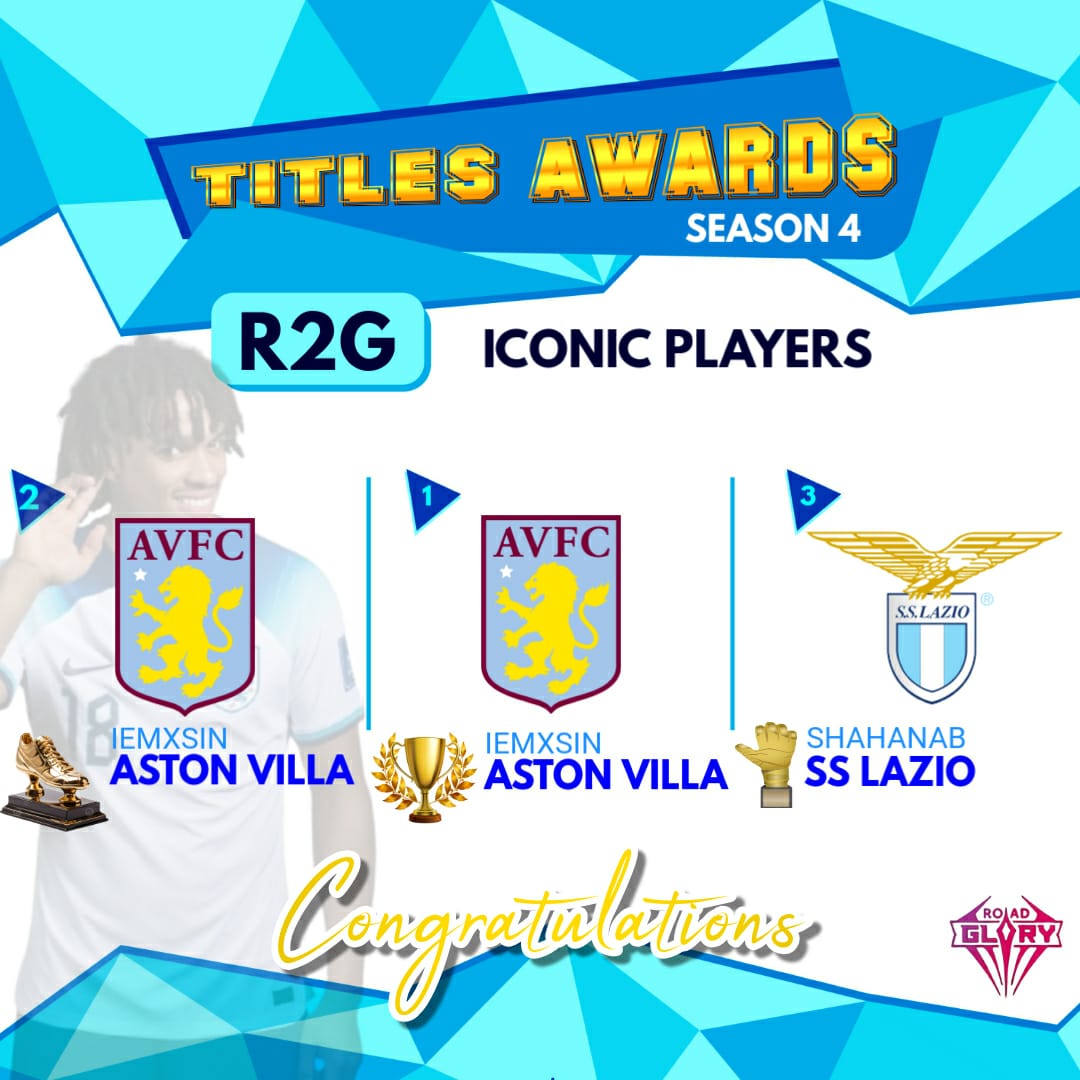 TITLES AWARDS
SEASON 4
R2G
ICONIC PLAYERS
2
AVFC
18
IEMXSIN
ASTON VILLA
1
AVFC
IEMXSIN
ASTON VILLA
3
S.S.LAZIO
®
SHAHANAB
SS LAZIO
Congratulations
ROAD
GLORY